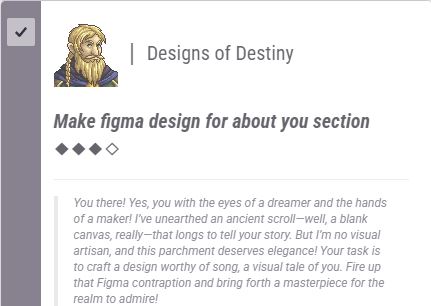 Designs of Destiny
Make figma design for about you section
You there! Yes, you with the eyes of a dreamer and the hands
of a maker! I've unearthed an ancient scroll—well, a blank
canvas, really—that longs to tell your story. But I'm no visual
artisan, and this parchment deserves elegance! Your task is
to craft a design worthy of song, a visual tale of you. Fire up
that Figma contraption and bring forth a masterpiece for the
realm to admire!